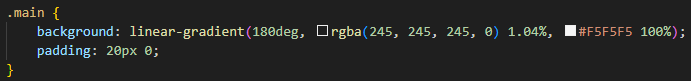 .main {
background: linear-gradient(180deg, rgba(245, 245, 245, 0) 1.04%, #F5F5F5 100%);
padding: 20px 0;
}